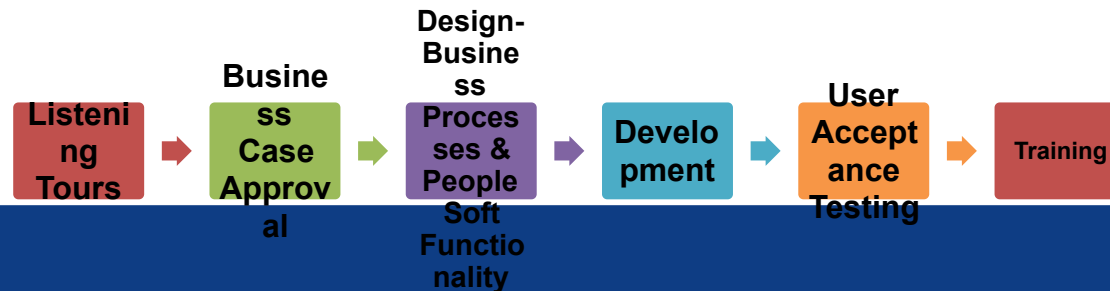 Listeni
ng
Tours
Busine
ss
Case
Approv
al
Design-
Busine
ss
Proces
ses &
People
Soft
Functio
nality
Develo
pment
User
Accept
ance
Testing
Training